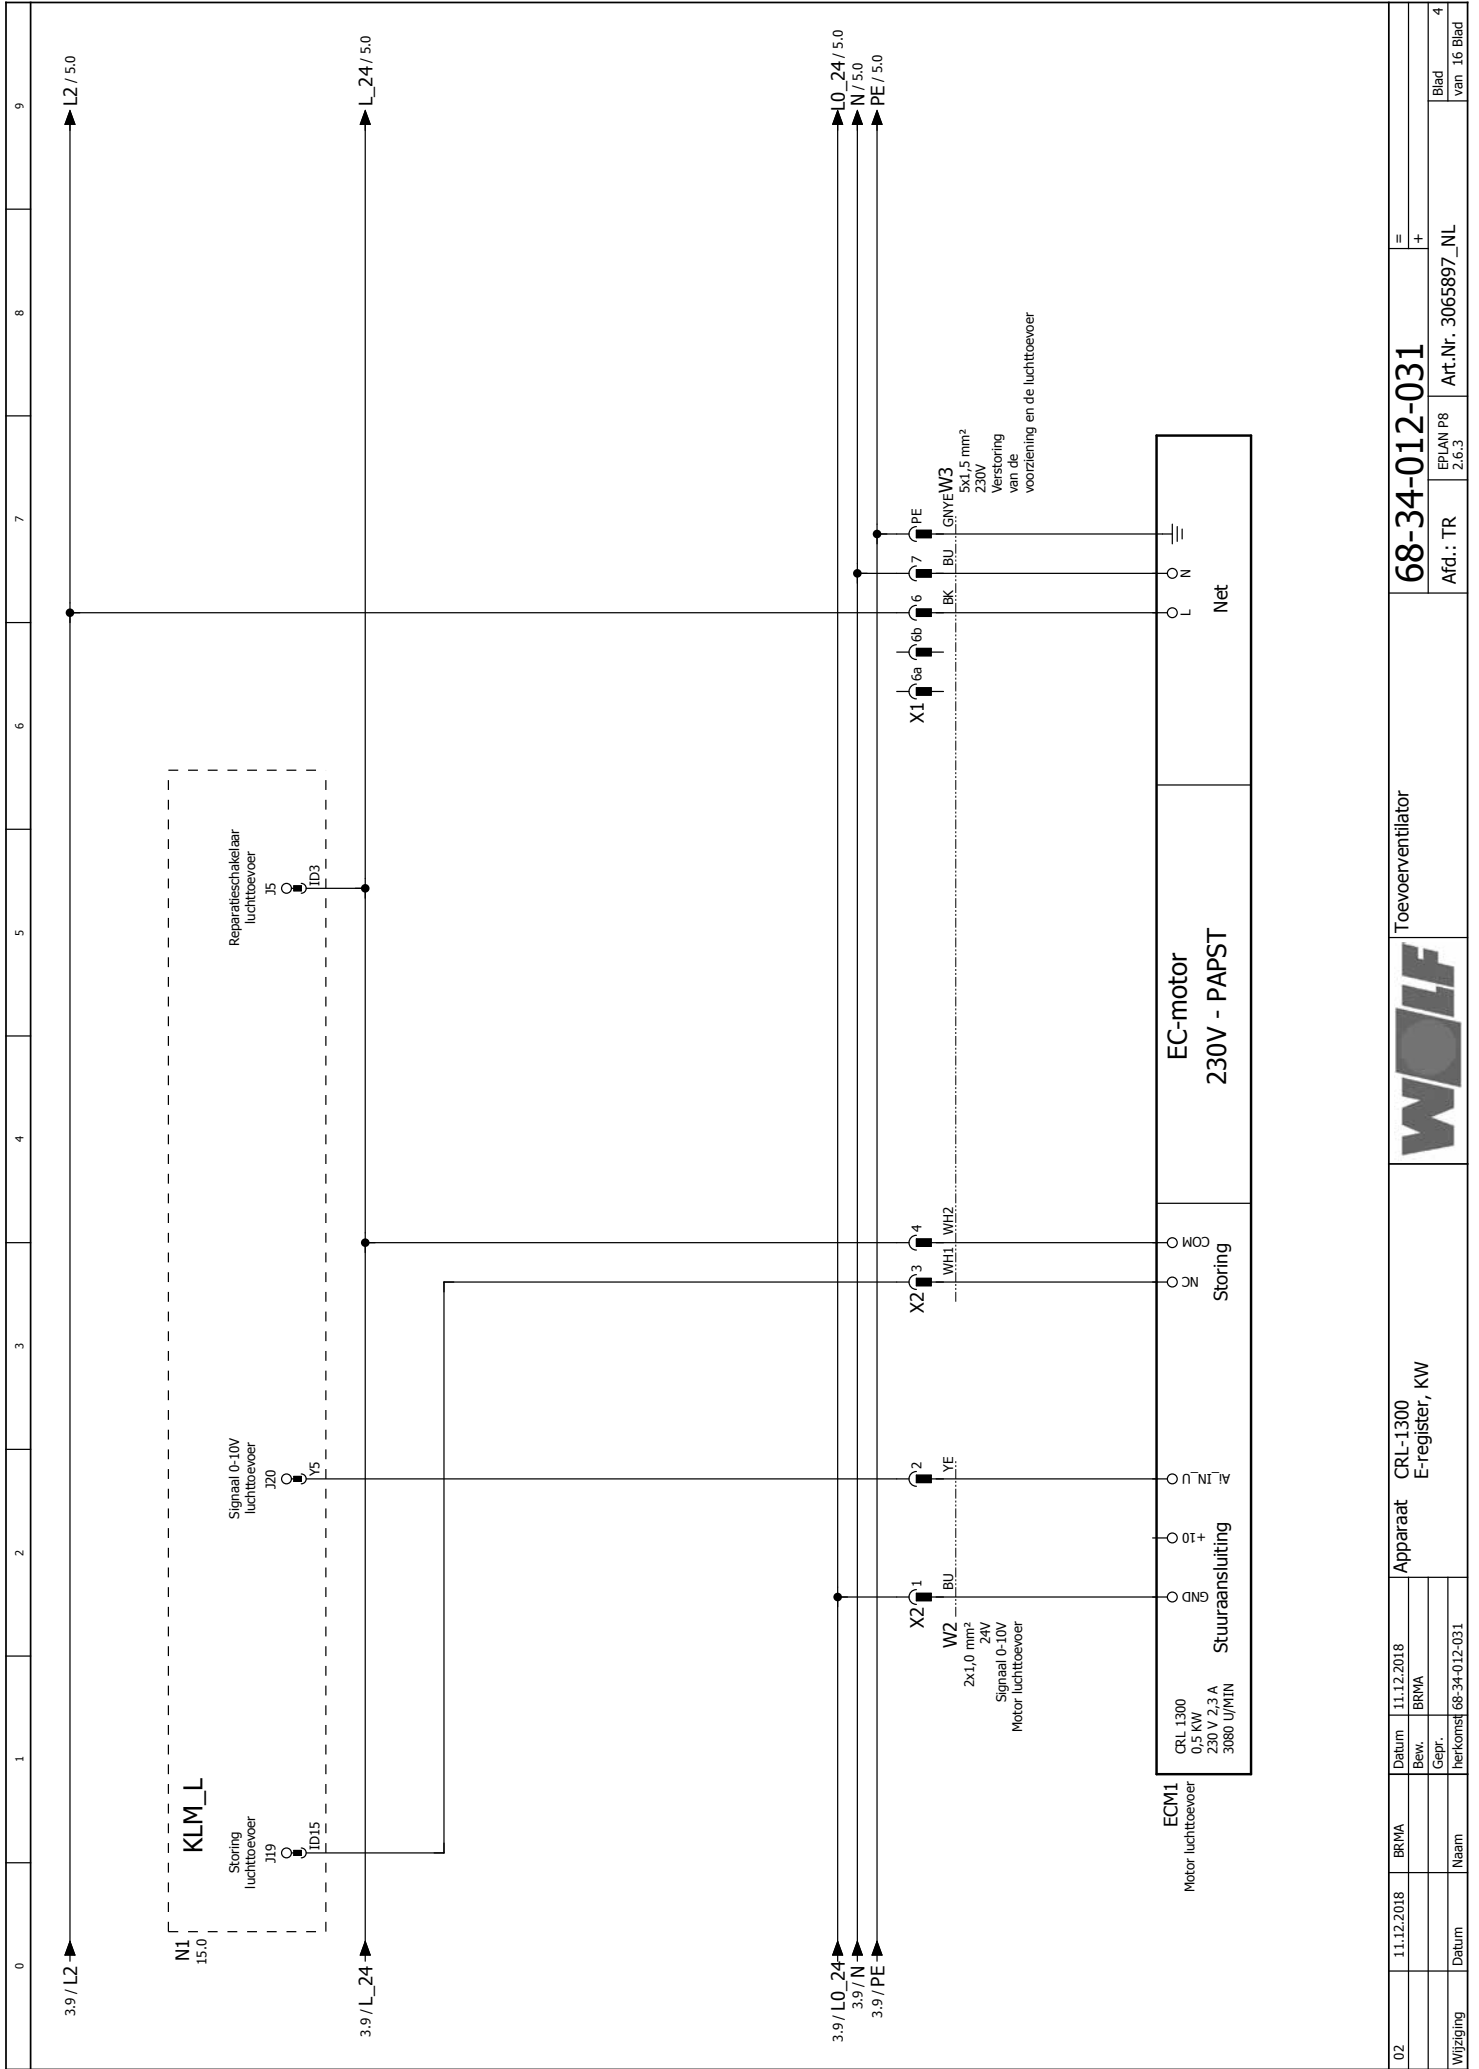 0 1 2 3 4 5 6 7 8 9
3.9 / L2
L2 / 5.0
N1
15.0
KLM_L
Storing
luchttoevoer
J19
ID15
Signaal 0-10V
luchttoevoer
J20
Y5
Reparatieschakelaar
luchttoevoer
J5
ID3
3.9 / L_24
L_24 / 5.0
3.9 / L0_24
3.9 / N
3.9 / PE
L0_24 / 5.0
N / 5.0
PE / 5.0
X2 1
2
X2 3
4
X1 6a
6b
6
7
PE
W2
2x1,0 mm²
24V
Signaal 0-10V
Motor luchttoevoer
BU
YE
WH1
WH2
BK
BU
GNYE
W3
5x1,5 mm²
230V
Verstoring
van de
voorziening en de luchttoevoer
ECM1
Motor luchttoevoer
CRL 1300
0,5 KW
230 V 2,3 A
3080 U/MIN
GND
+10
Ai_IN_U
Stuuraansluiting
NC
COM
Storing
EC-motor
230V - PAPST
L
N
Net
02
11.12.2018
BRMA
Wijziging
Datum
Naam
Datum
11.12.2018
Bew.
BRMA
Gepr.
herkomst
68-34-012-031
Apparaat
CRL-1300
E-register, KW
WOLF
Toevoerventilator
68-34-012-031
Afd.: TR
EPLAN P8
2.6.3
Art.Nr. 3065897_NL
=
+
Blad 4
van 16 Blad